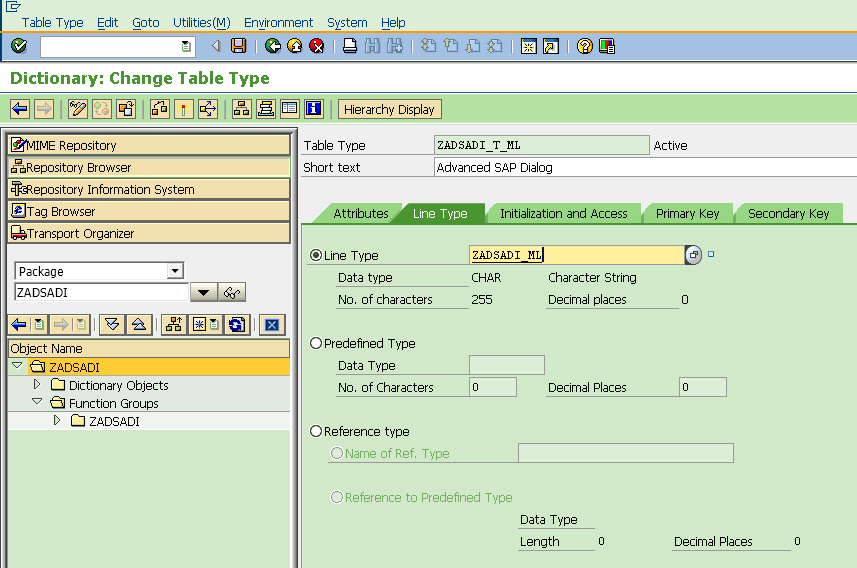 Table Type Edit Goto Utilities(M) Environment System Help
Dictionary: Change Table Type
Hierarchy Display
MIME Repository
Repository Browser
Repository Information System
Tag Browser
Transport Organizer
Package
ZADSADI
Object Name
ZADSADI
Dictionary Objects
Function Groups
ZADSADI
Table Type ZADSADI_T_ML Active
Short text Advanced SAP Dialog
Attributes Line Type Initialization and Access Primary Key Secondary Key
Line Type ZADSADI_ML
Data type CHAR Character String
No. of characters 255 Decimal places 0
Predefined Type
Data Type
No. of Characters 0 Decimal Places 0
Reference type
Name of Ref. Type
Reference to Predefined Type
Data Type
Length 0 Decimal Places 0